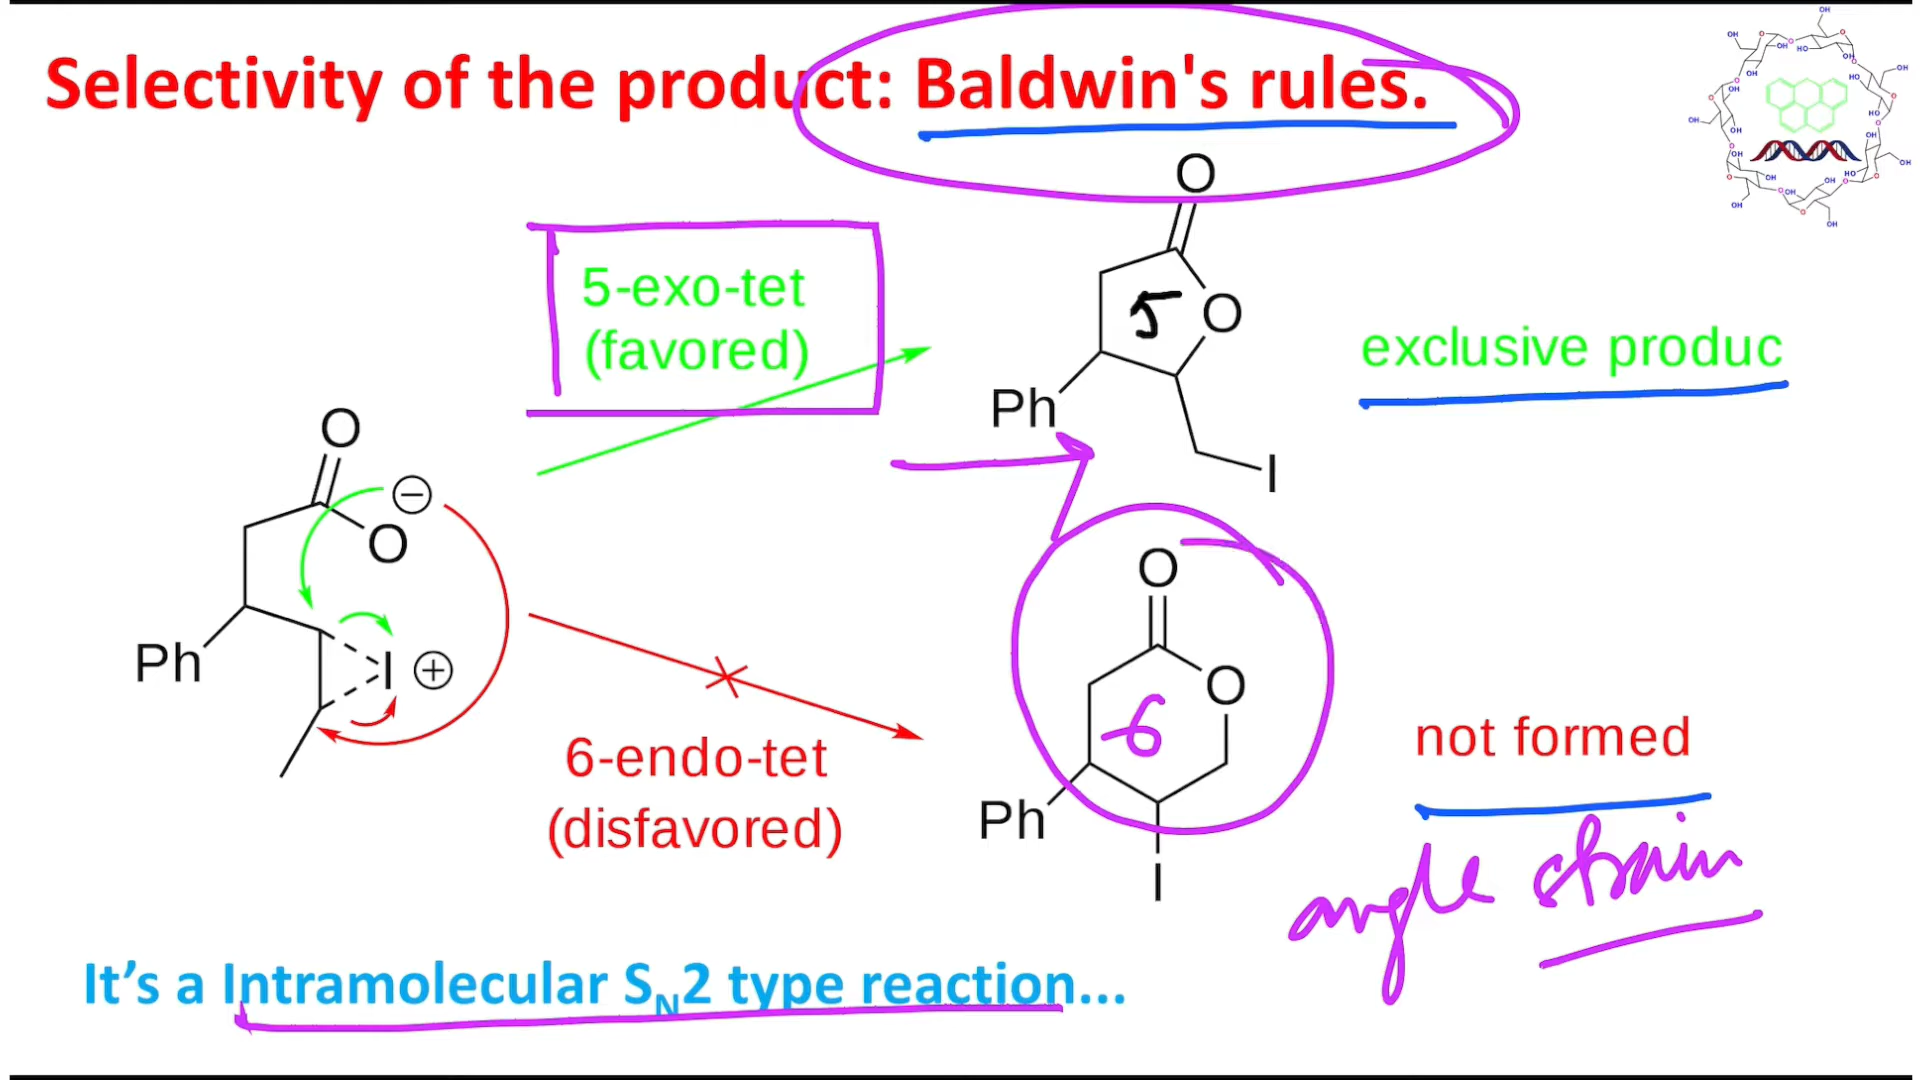 Selectivity of the product: Baldwin's rules.
5-exo-tet
(favored)
O
O
5
Ph
I
exclusive produc
O
−
O
Ph
I
+
6-endo-tet
(disfavored)
O
O
6
Ph
I
not formed
angle strain
It’s a Intramolecular SN2 type reaction...